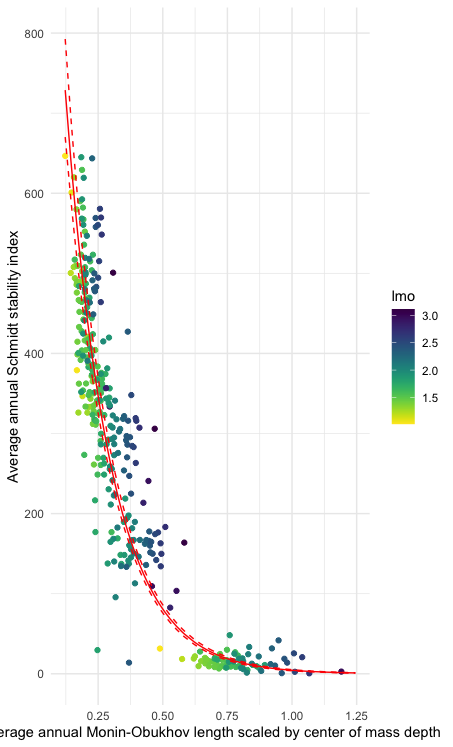 800
600
400
200
0
Average annual Schmidt stability index
0.25 0.50 0.75 1.00 1.25
erage annual Monin-Obukhov length scaled by center of mass depth
lmo
3.0
2.5
2.0
1.5